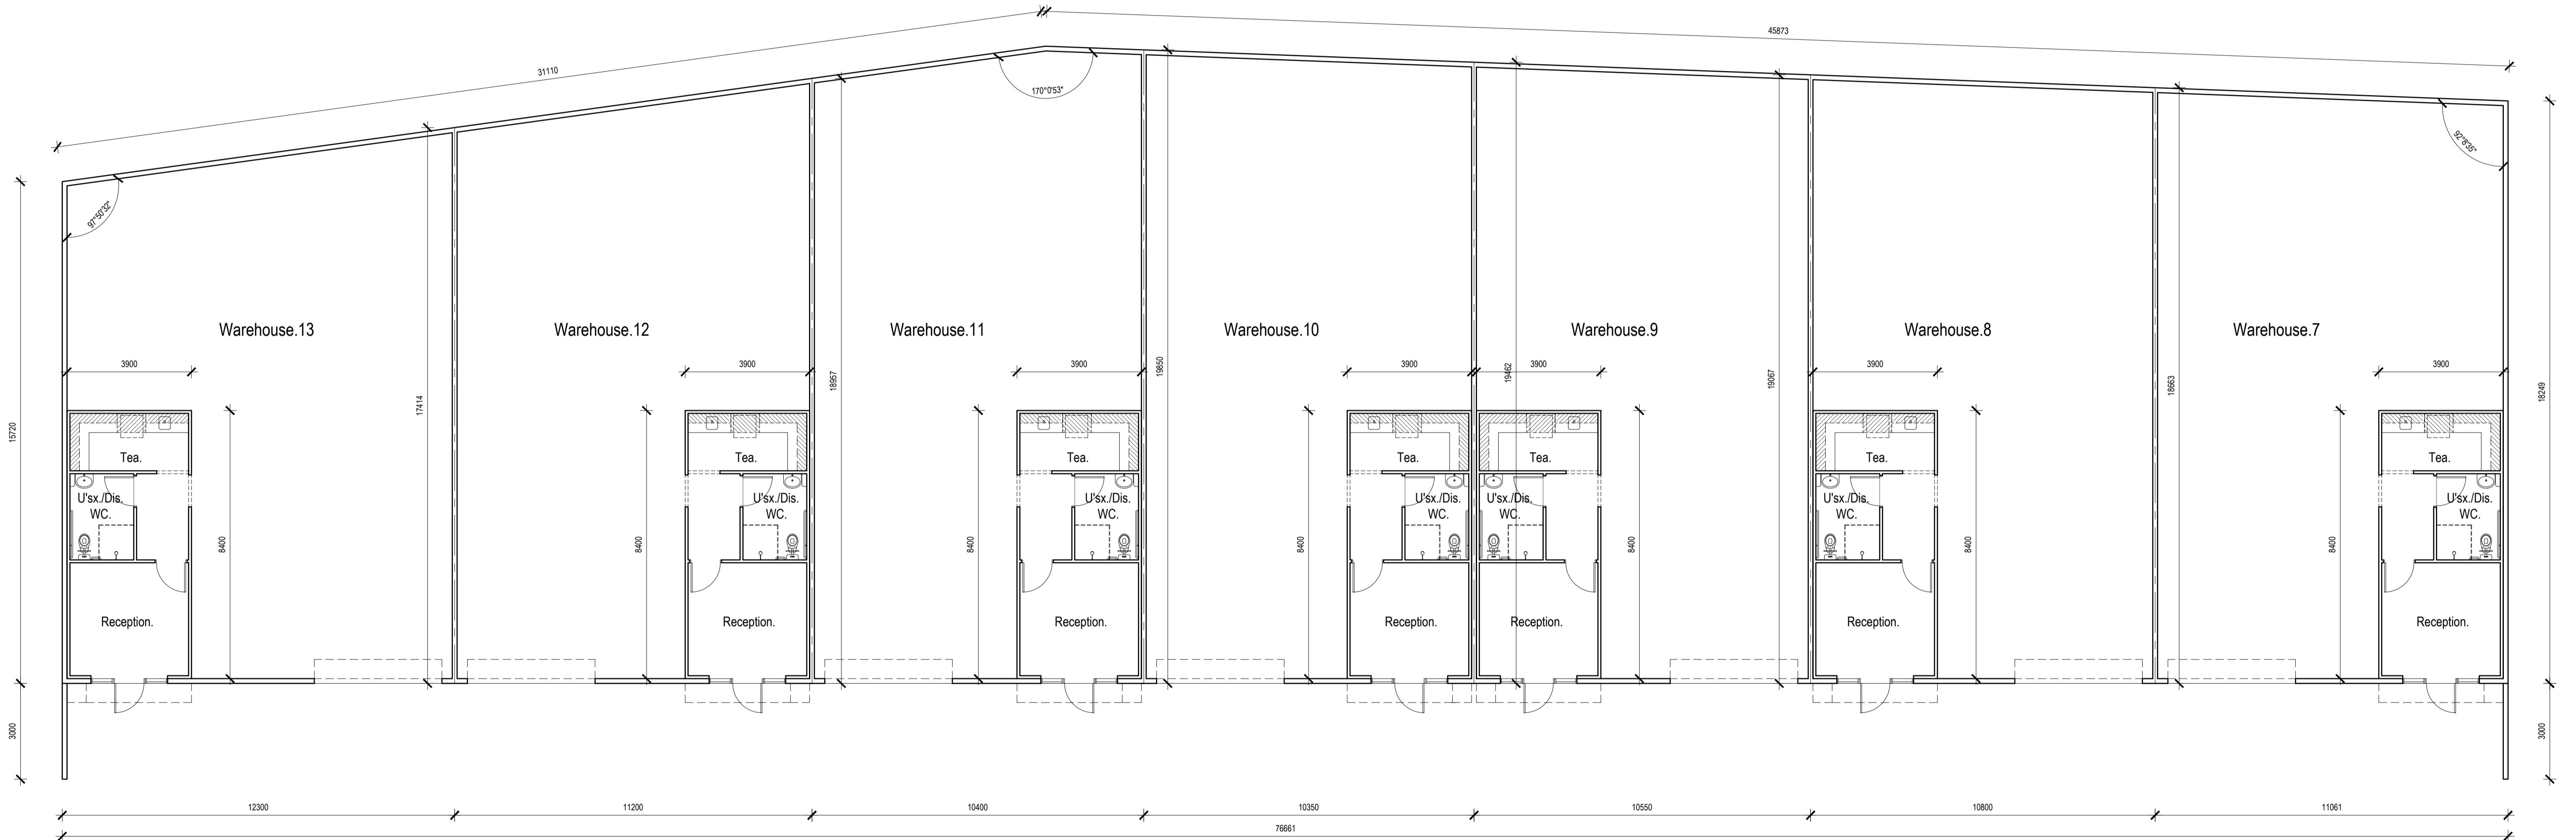 45873
31110
170°0'53"
92°6'35"
97°50'32"
Warehouse.13
Warehouse.12
Warehouse.11
Warehouse.10
Warehouse.9
Warehouse.8
Warehouse.7
3900
3900
3900
3900
3900
3900
3900
15720
17414
18957
19850
19462
19067
18663
18249
Tea.
Tea.
Tea.
Tea.
Tea.
Tea.
Tea.
U'sx./Dis.
WC.
U'sx./Dis.
WC.
U'sx./Dis.
WC.
U'sx./Dis.
WC.
U'sx./Dis.
WC.
U'sx./Dis.
WC.
U'sx./Dis.
WC.
8400
8400
8400
8400
8400
8400
8400
Reception.
Reception.
Reception.
Reception.
Reception.
Reception.
Reception.
3000
3000
12300
11200
10400
10350
10550
10800
11061
76661